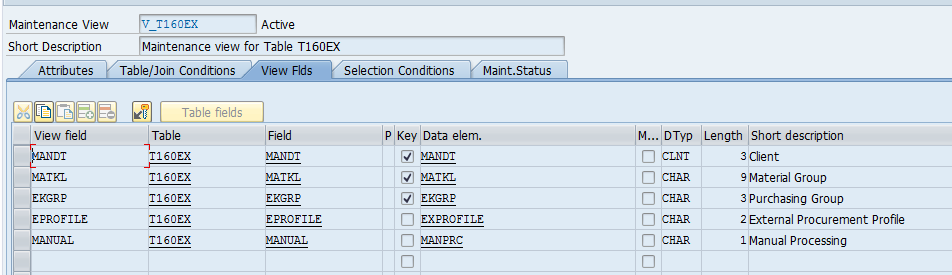 Maintenance View V_T160EX Active
Short Description Maintenance view for Table T160EX
Attributes Table/Join Conditions View Flds Selection Conditions Maint.Status
Table fields
View field Table Field P Key Data elem. M... DTyp Length Short description
MANDT T160EX MANDT MANDT CLNT 3 Client
MATKL T160EX MATKL MATKL CHAR 9 Material Group
EKGRP T160EX EKGRP EKGRP CHAR 3 Purchasing Group
EPROFILE T160EX EPROFILE EXPROFILE CHAR 2 External Procurement Profile
MANUAL T160EX MANUAL MANPRC CHAR 1 Manual Processing